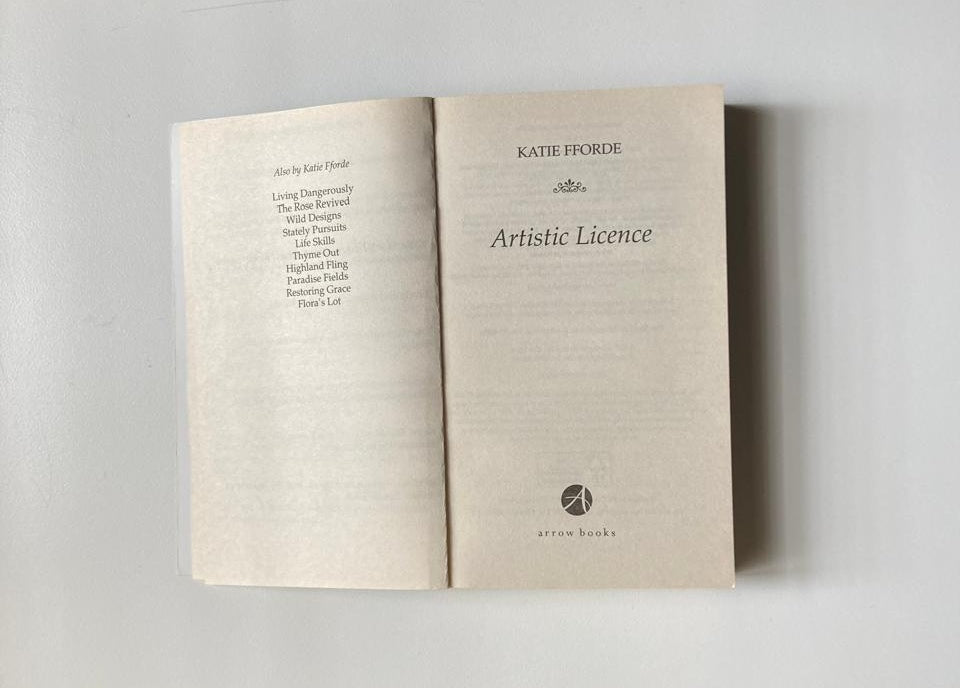 Also by Katie Fforde
Living Dangerously
The Rose Revived
Wild Designs
Stately Pursuits
Life Skills
Thyme Out
Highland Fling
Paradise Fields
Restoring Grace
Flora's Lot
KATIE FFORDE
Artistic Licence
A
arrow books